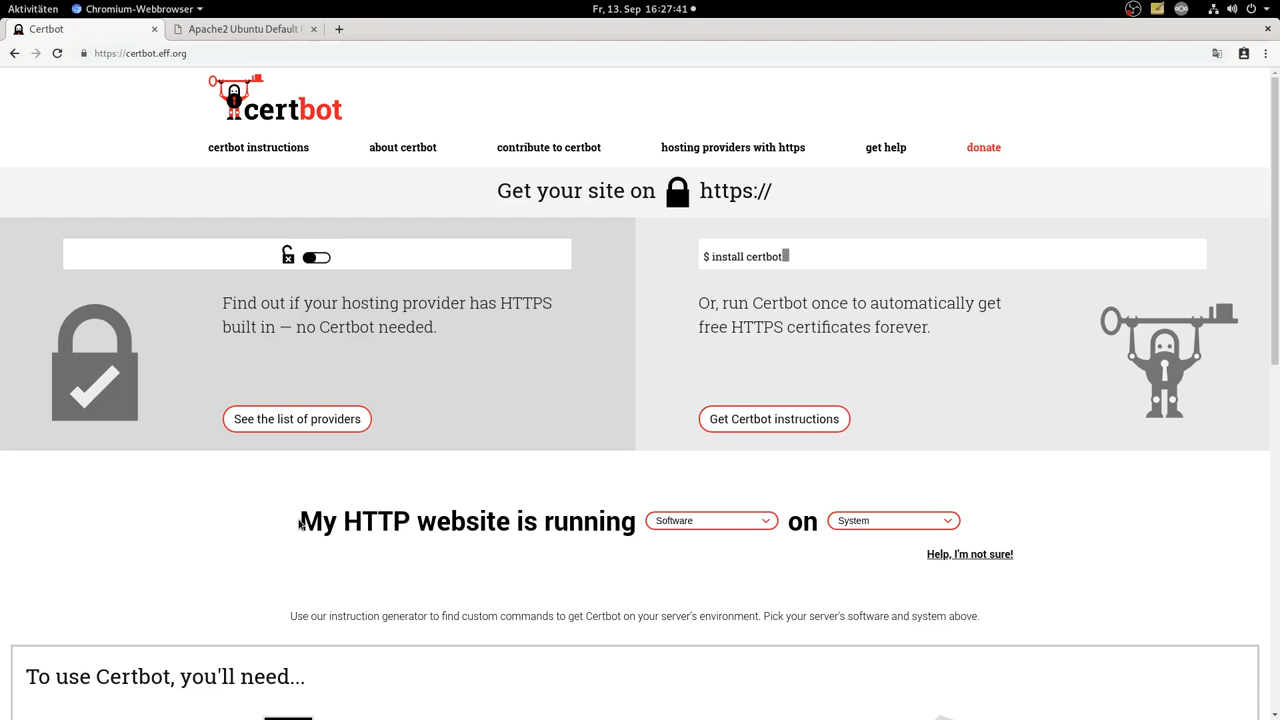 Aktivitäten
Chromium-Webbrowser
Fr, 13. Sep 16:27:41
Certbot
Apache2 Ubuntu Default
https://certbot.eff.org
certbot
certbot instructions
about certbot
contribute to certbot
hosting providers with https
get help
donate
Get your site on https://
Find out if your hosting provider has HTTPS
built in — no Certbot needed.
See the list of providers
$ install certbot
Or, run Certbot once to automatically get
free HTTPS certificates forever.
Get Certbot instructions
My HTTP website is running Software on System
Help, I'm not sure!
Use our instruction generator to find custom commands to get Certbot on your server's environment. Pick your server's software and system above.
To use Certbot, you'll need...